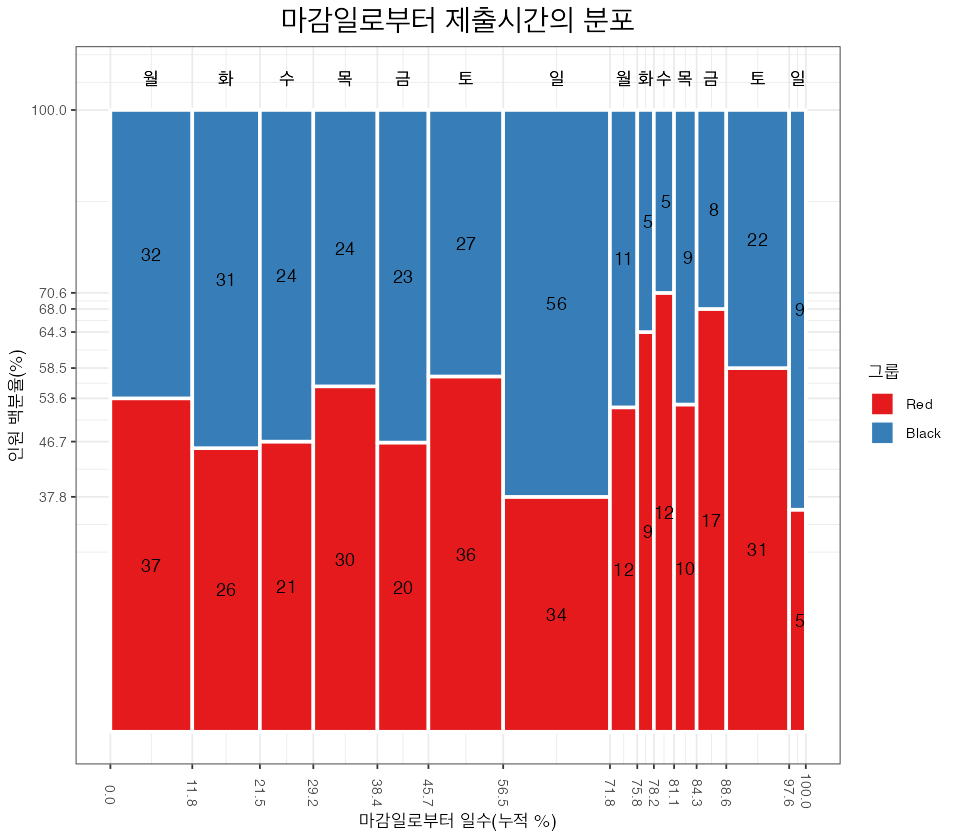 마감일로부터 제출시간의 분포
월 화 수 목 금 토 일 월 화 수 목 금 토 일
100.0
70.6
68.0
64.3
58.5
53.6
46.7
37.8
인원 백분율(%)
32 31 24 24 23 27 56 11 5 5 9 8 22 9
37 26 21 30 20 36 34 12 9 12 10 17 31 5
0.0 11.8 21.5 29.2 38.4 45.7 56.5 71.8 75.8 78.2 81.1 84.3 88.6 97.6 100.0
마감일로부터 일수(누적 %)
그룹
Red
Black